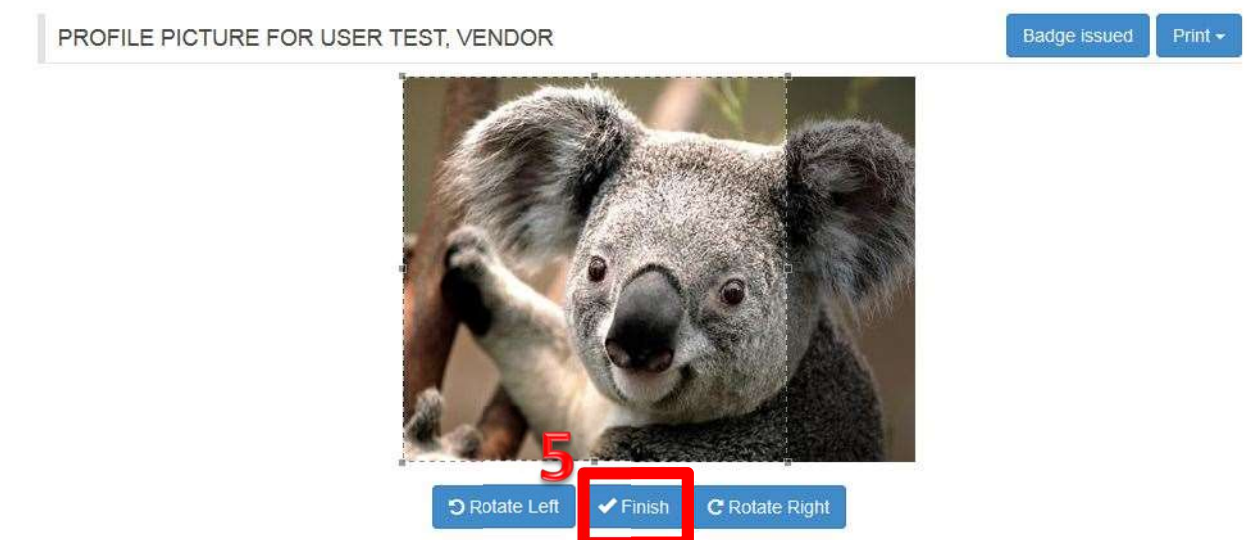 PROFILE PICTURE FOR USER TEST, VENDOR
Badge issued
Print
5
Rotate Left
Finish
Rotate Right